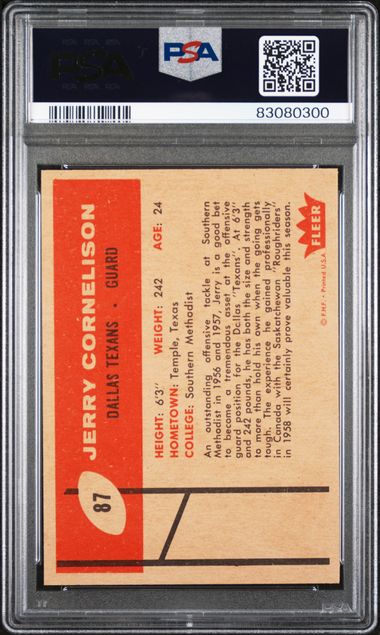 PSA
PSA
83080300
87
JERRY CORNELISON
DALLAS TEXANS • GUARD
HEIGHT: 6'3" WEIGHT: 242 AGE: 24
HOMETOWN: Temple, Texas
COLLEGE: Southern Methodist
An outstanding offensive tackle at Southern
Methodist in 1956 and 1957, Jerry is a good bet
to become a tremendous asset at the offensive
guard position for the Dallas "Texans". At 6'3"
and 242 pounds, he has both the size and strength
to more than hold his own when the going gets
tough. The experience he gained professionally
in Canada with the Saskatchewan "Roughriders"
in 1958 will certainly prove valuable this season.
FLEER
© F.H.F. • Printed U.S.A.